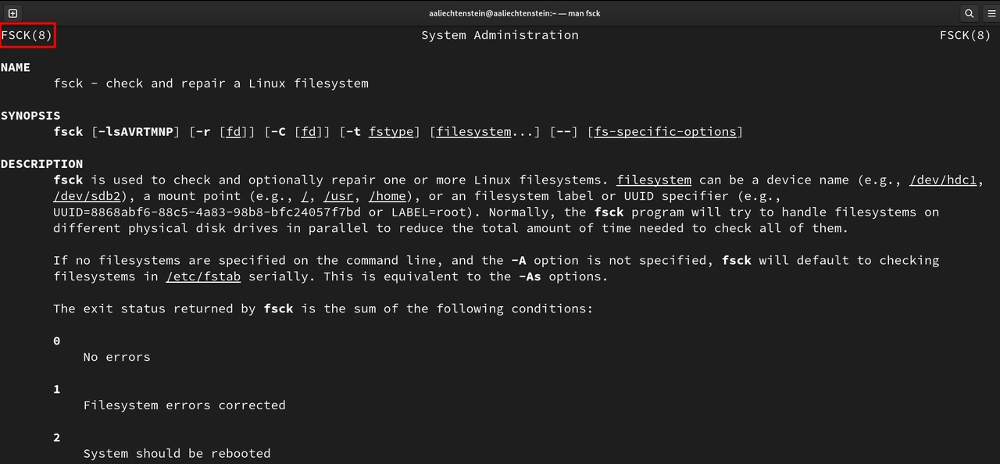 aaliechtenstein@aaliechtenstein:~ — man fsck
FSCK(8) System Administration FSCK(8)
NAME
fsck - check and repair a Linux filesystem
SYNOPSIS
fsck [-lsAVRTMNP] [-r [fd]] [-C [fd]] [-t fstype] [filesystem...] [--] [fs-specific-options]
DESCRIPTION
fsck is used to check and optionally repair one or more Linux filesystems. filesystem can be a device name (e.g., /dev/hdc1,
/dev/sdb2), a mount point (e.g., /, /usr, /home), or an filesystem label or UUID specifier (e.g.,
UUID=8868abf6-88c5-4a83-98b8-bfc24057f7bd or LABEL=root). Normally, the fsck program will try to handle filesystems on
different physical disk drives in parallel to reduce the total amount of time needed to check all of them.
If no filesystems are specified on the command line, and the -A option is not specified, fsck will default to checking
filesystems in /etc/fstab serially. This is equivalent to the -As options.
The exit status returned by fsck is the sum of the following conditions:
0
No errors
1
Filesystem errors corrected
2
System should be rebooted